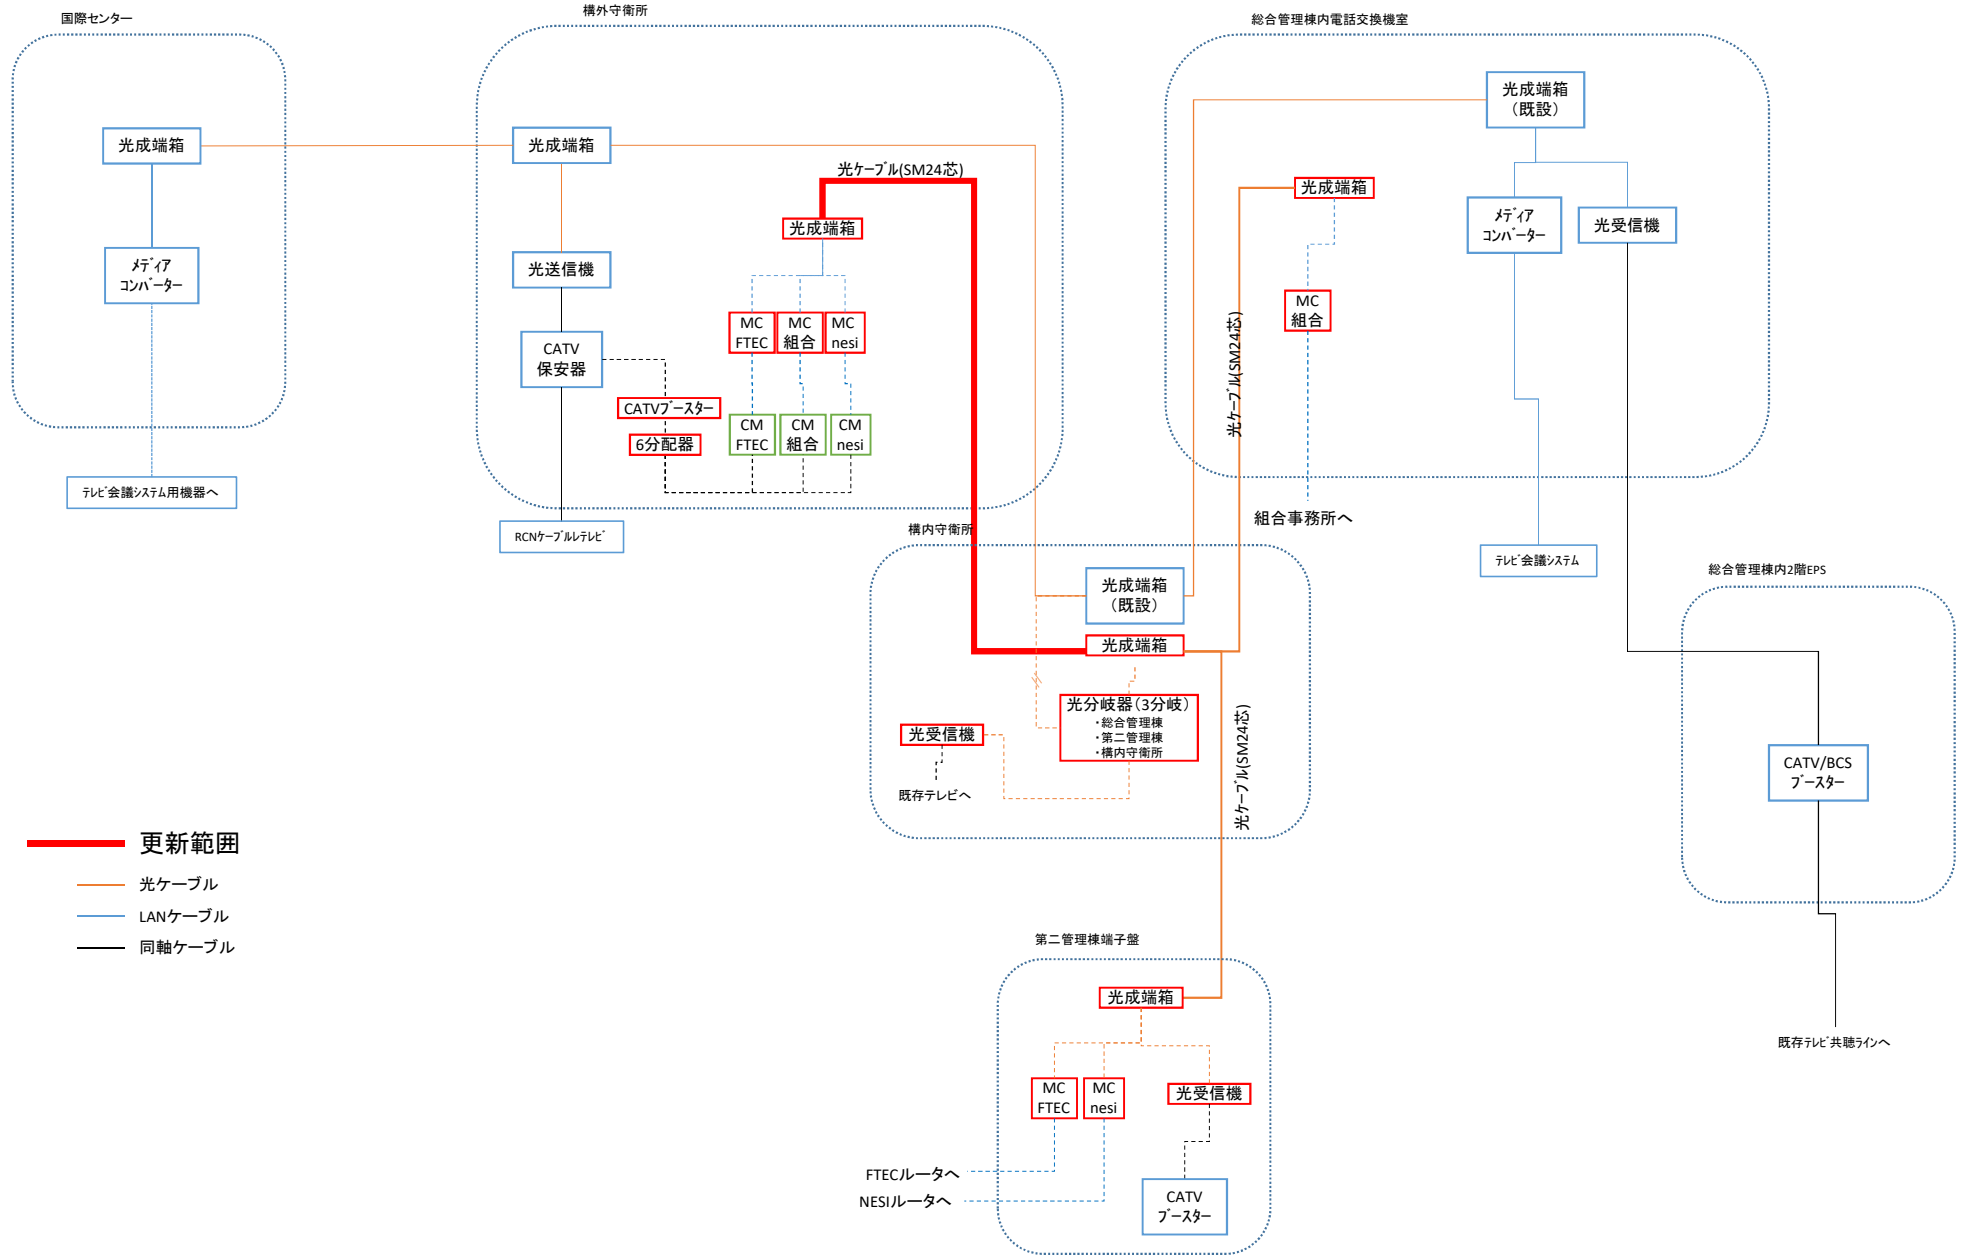 国際センター
光成端箱
メディア
コンバーター
テレビ会議システム用機器へ
構外守衛所
光成端箱
光送信機
CATV
保安器
RCNケーブルテレビ
CATVブースター
6分配器
光ケーブル(SM24芯)
光成端箱
MC
FTEC
MC
組合
MC
nesi
CM
FTEC
CM
組合
CM
nesi
総合管理棟内電話交換機室
光成端箱
（既設）
光成端箱
メディア
コンバーター
光受信機
MC
組合
光ケーブル(SM24芯)
組合事務所へ
テレビ会議システム
構内守衛所
光成端箱
（既設）
光成端箱
光分岐器（3分岐）
・総合管理棟
・第二管理棟
・構内守衛所
光受信機
既存テレビへ
光ケーブル(SM24芯)
総合管理棟内2階EPS
CATV/BCS
ブースター
既存テレビ共聴ラインへ
更新範囲
光ケーブル
LANケーブル
同軸ケーブル
第二管理棟端子盤
光成端箱
MC
FTEC
MC
nesi
光受信機
FTECルータへ
NESIルータへ
CATV
ブースター